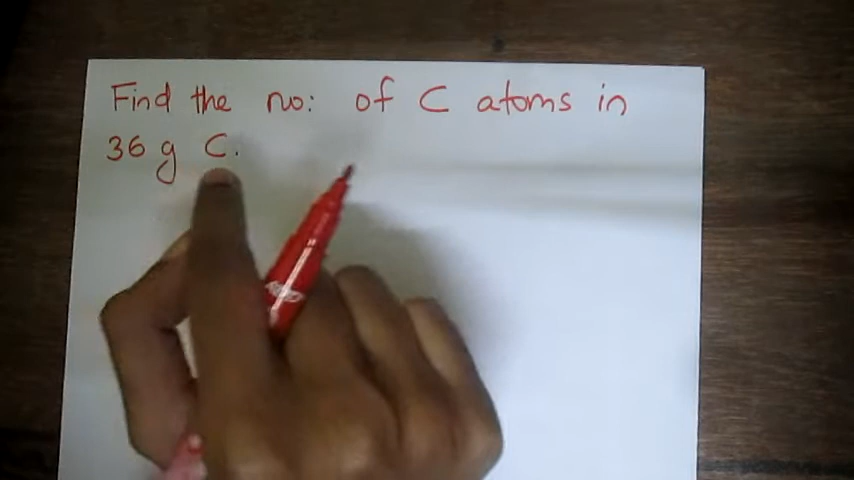 Find the no: of C atoms in
36 g C.